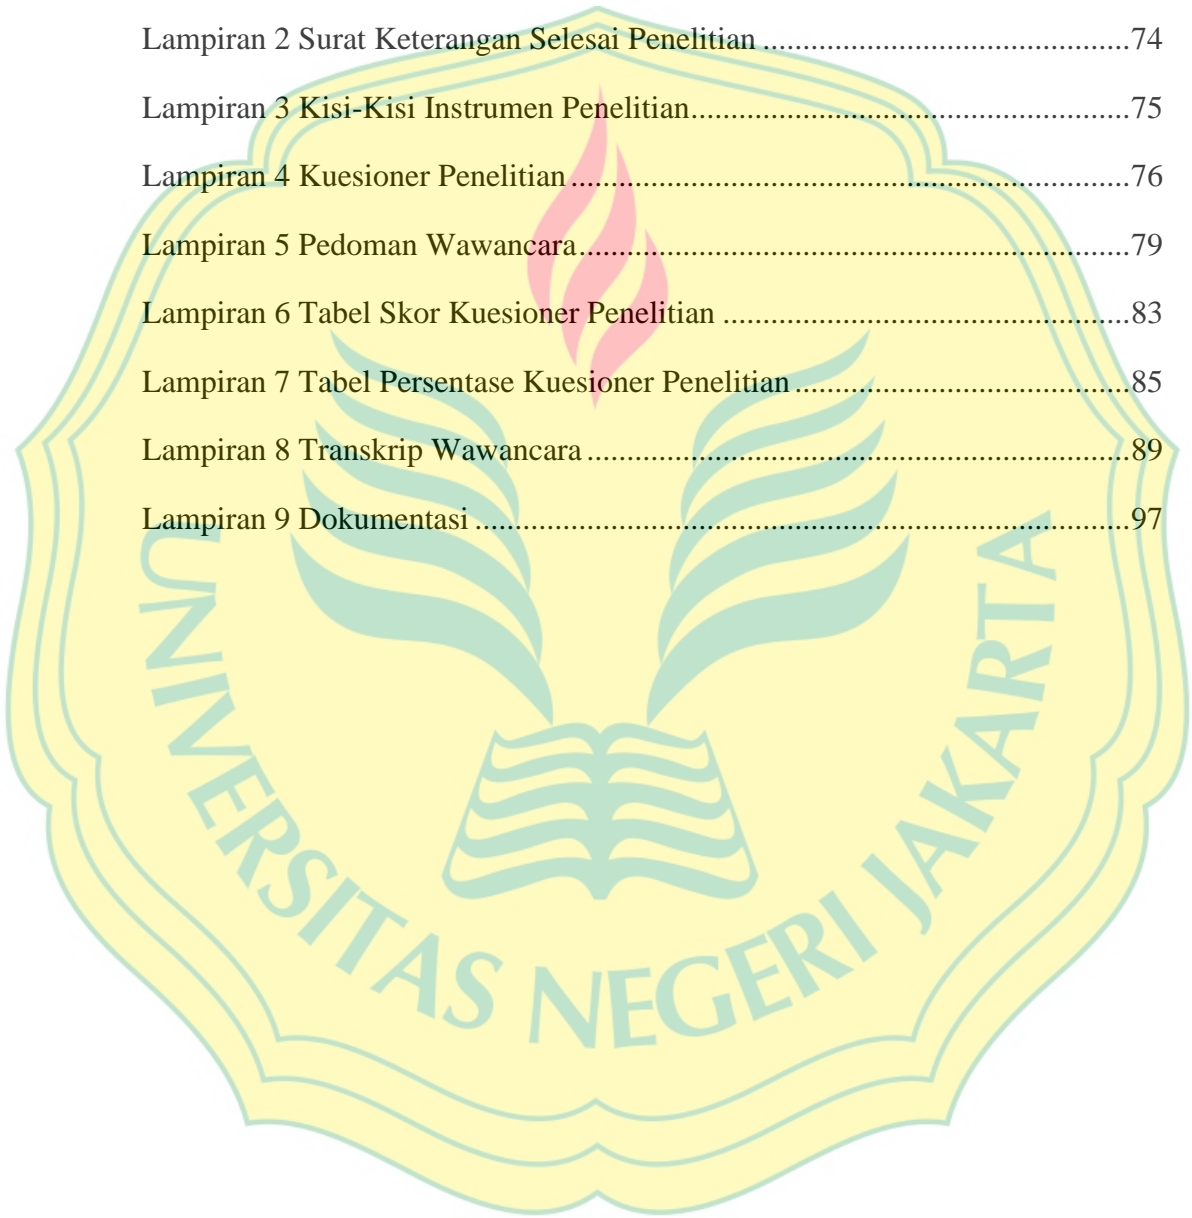 Lampiran 2 Surat Keterangan Selesai Penelitian ..............................................74
Lampiran 3 Kisi-Kisi Instrumen Penelitian.......................................................75
Lampiran 4 Kuesioner Penelitian ......................................................................76
Lampiran 5 Pedoman Wawancara.....................................................................79
Lampiran 6 Tabel Skor Kuesioner Penelitian ...................................................83
Lampiran 7 Tabel Persentase Kuesioner Penelitian..........................................85
Lampiran 8 Transkrip Wawancara ....................................................................89
Lampiran 9 Dokumentasi ..................................................................................97
UNIVERSITAS NEGERI JAKARTA